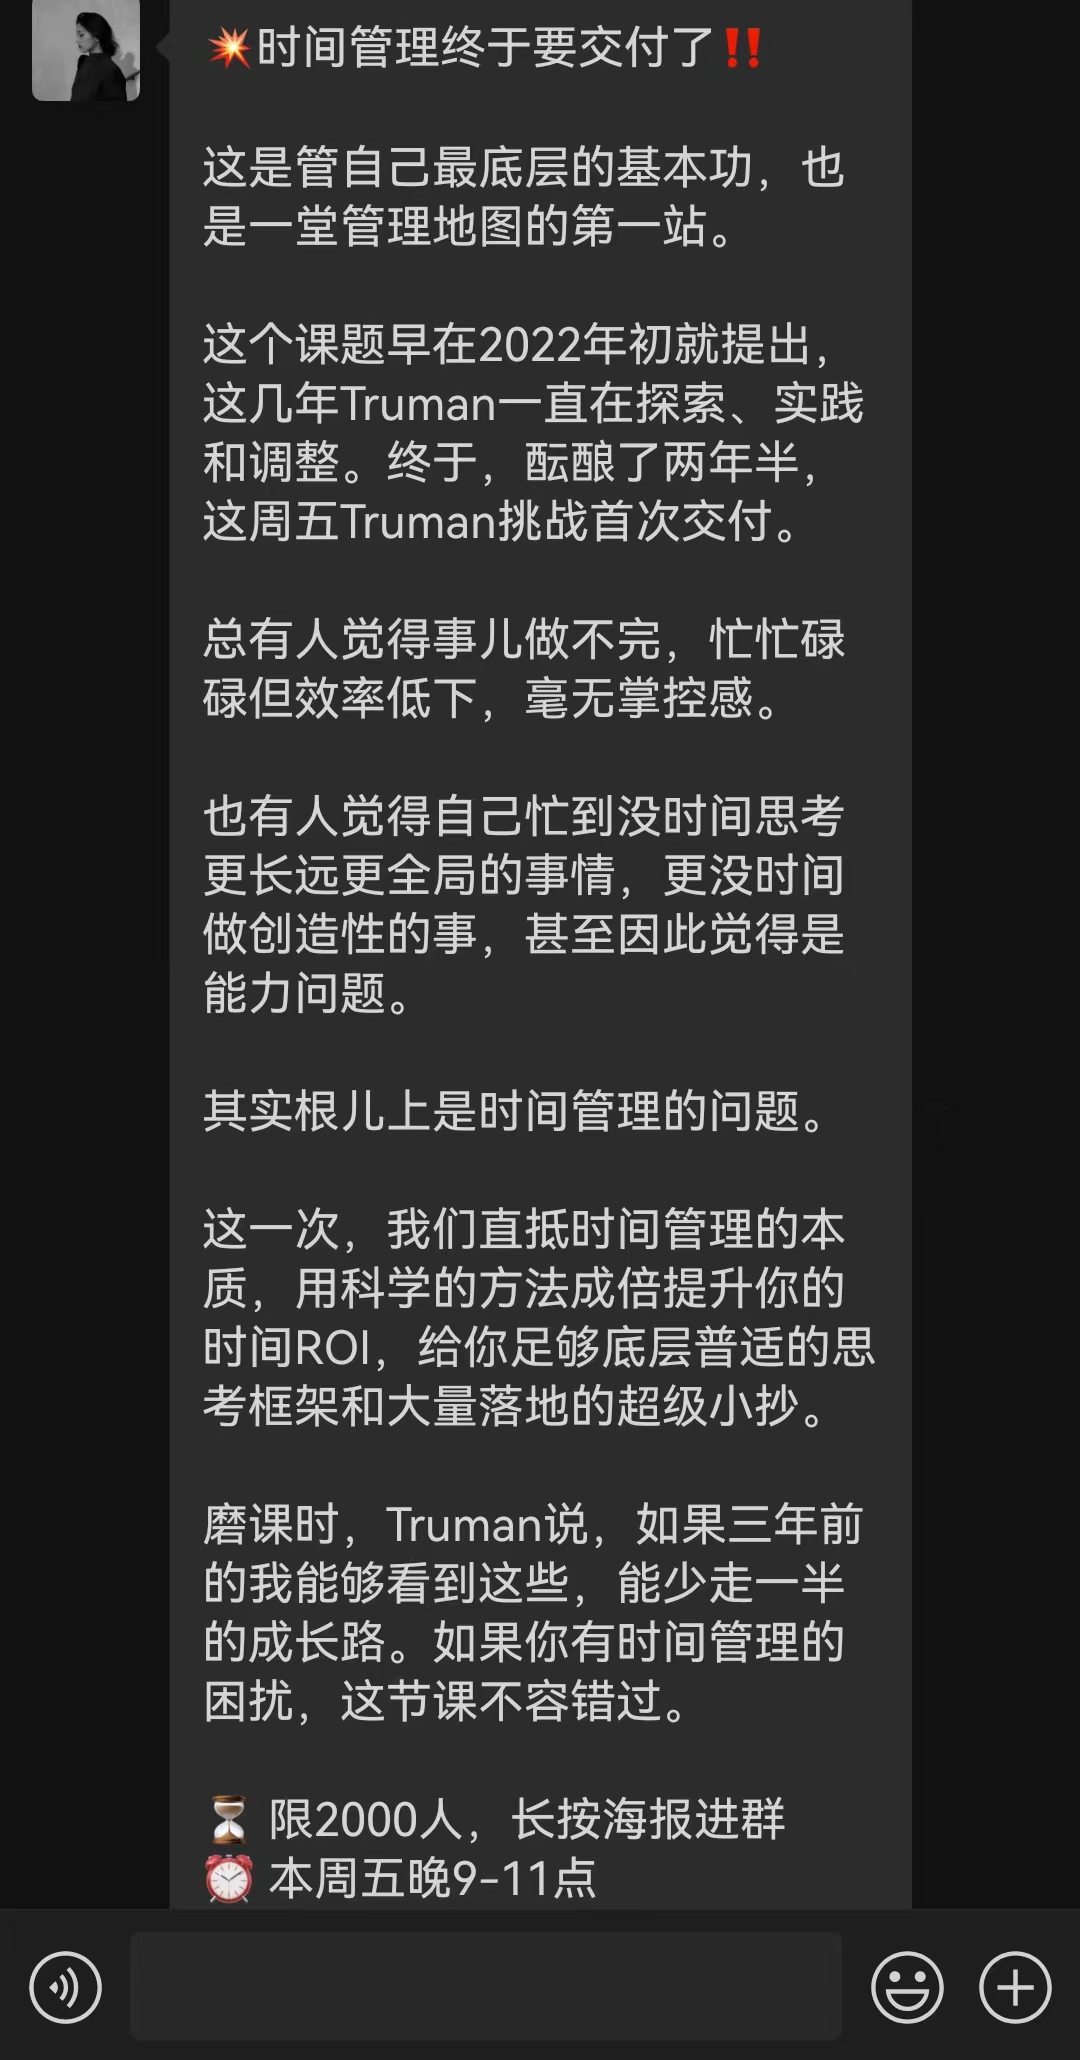 💥时间管理终于要交付了‼️
这是管自己最底层的基本功，也
是一堂管理地图的第一站。
这个课题早在2022年初就提出，
这几年Truman一直在探索、实践
和调整。终于，酝酿了两年半，
这周五Truman挑战首次交付。
总有人觉得事儿做不完，忙忙碌
碌但效率低下，毫无掌控感。
也有人觉得自己忙到没时间思考
更长远更全局的事情，更没时间
做创造性的事，甚至因此觉得是
能力问题。
其实根儿上是时间管理的问题。
这一次，我们直抵时间管理的本
质，用科学的方法成倍提升你的
时间ROI，给你足够底层普适的思
考框架和大量落地的超级小抄。
磨课时，Truman说，如果三年前
的我能够看到这些，能少走一半
的成长路。如果你有时间管理的
困扰，这节课不容错过。
⏳ 限2000人，长按海报进群
⏰ 本周五晚9-11点